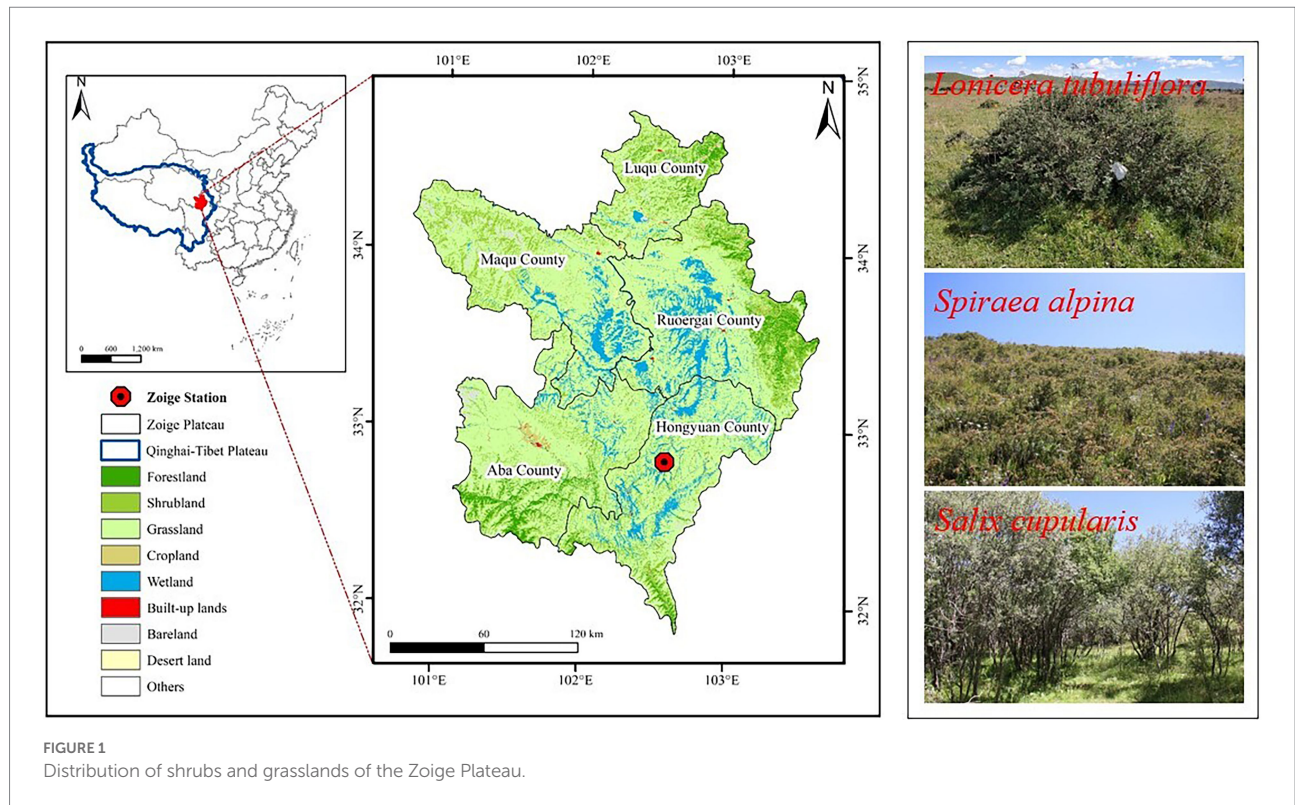 N
0 600 1,200 km
Zoige Station
Zoige Plateau
Qinghai-Tibet Plateau
Forestland
Shrubland
Grassland
Cropland
Wetland
Built-up lands
Bareland
Desert land
Others
101°E 102°E 103°E
N
35°N
34°N
33°N
32°N
34°N
33°N
32°N
Luqu County
Maqu County
Ruoergai County
Hongyuan County
Aba County
0 60 120 km
101°E 102°E 103°E
Lonicera tubuliflora
Spiraea alpina
Salix cupularis
FIGURE 1
Distribution of shrubs and grasslands of the Zoige Plateau.